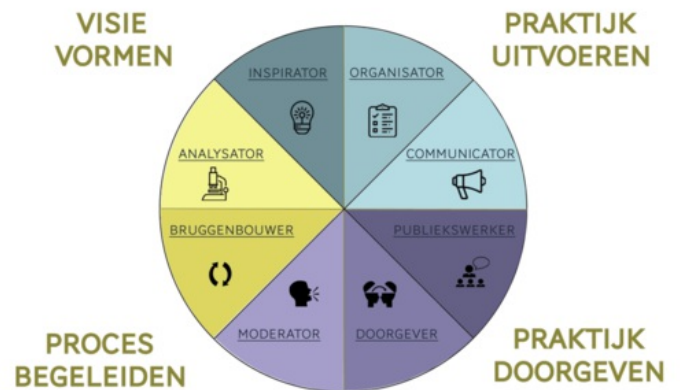 VISIE
VORMEN
PRAKTIJK
UITVOEREN
INSPIRATOR
ORGANISATOR
ANALYSATOR
COMMUNICATOR
BRUGGENBOUWER
PUBLIEKSWERKER
MODERATOR
DOORGEVER
PROCES
BEGELEIDEN
PRAKTIJK
DOORGEVEN